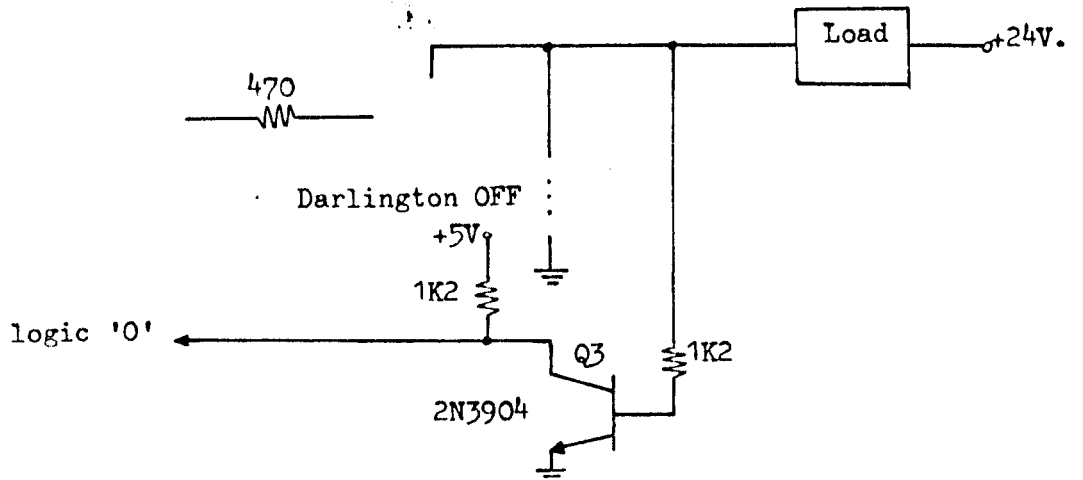 Load
+24V.
470
Darlington OFF
+5V
1K2
logic '0'
Q3
1K2
2N3904